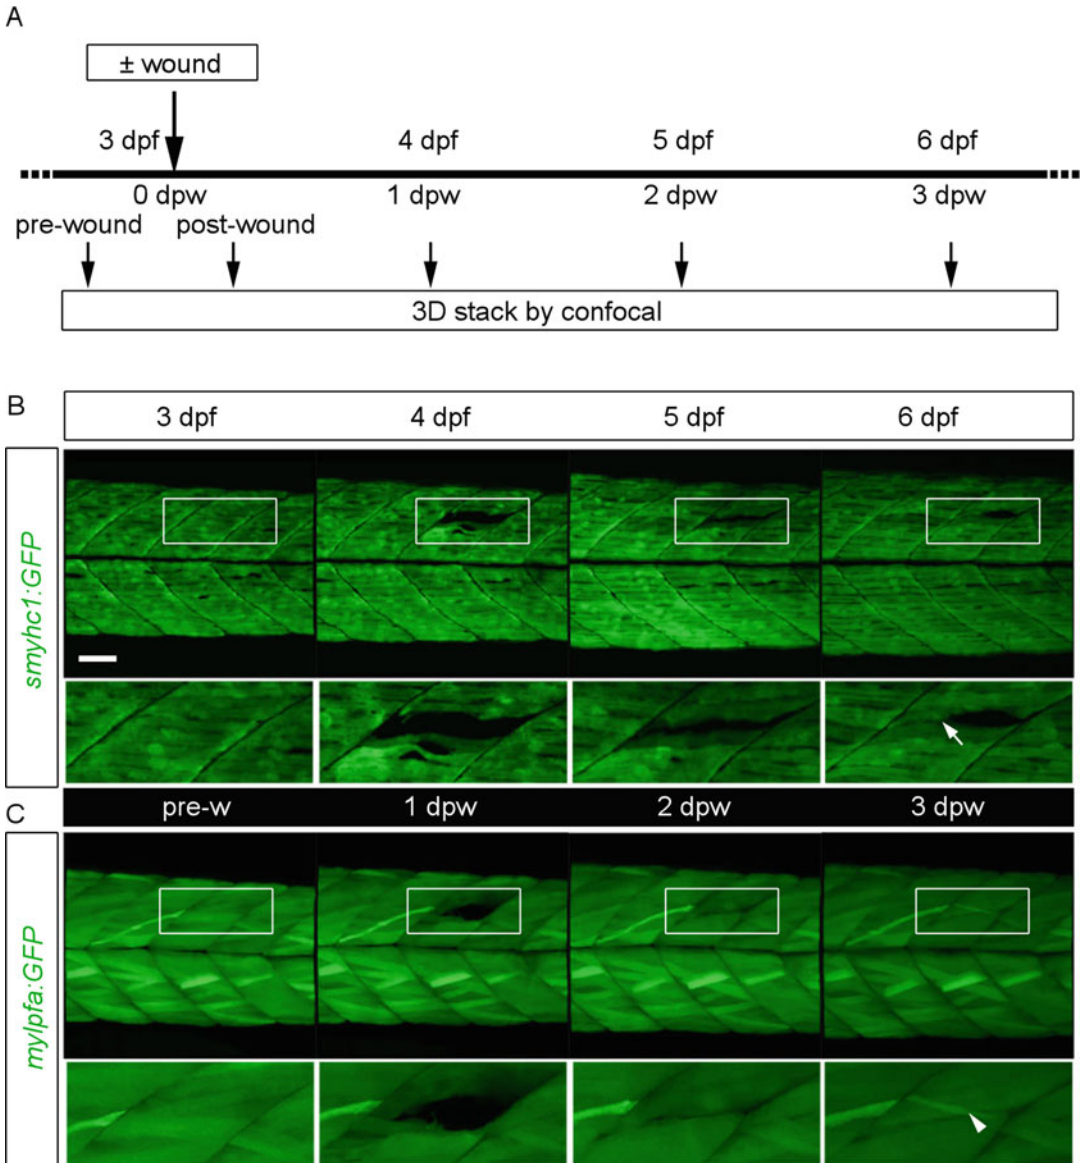 A
± wound
3 dpf 4 dpf 5 dpf 6 dpf
0 dpw 1 dpw 2 dpw 3 dpw
pre-wound post-wound
3D stack by confocal
B
3 dpf 4 dpf 5 dpf 6 dpf
smyhc1:GFP
pre-w 1 dpw 2 dpw 3 dpw
C
mylpfa:GFP